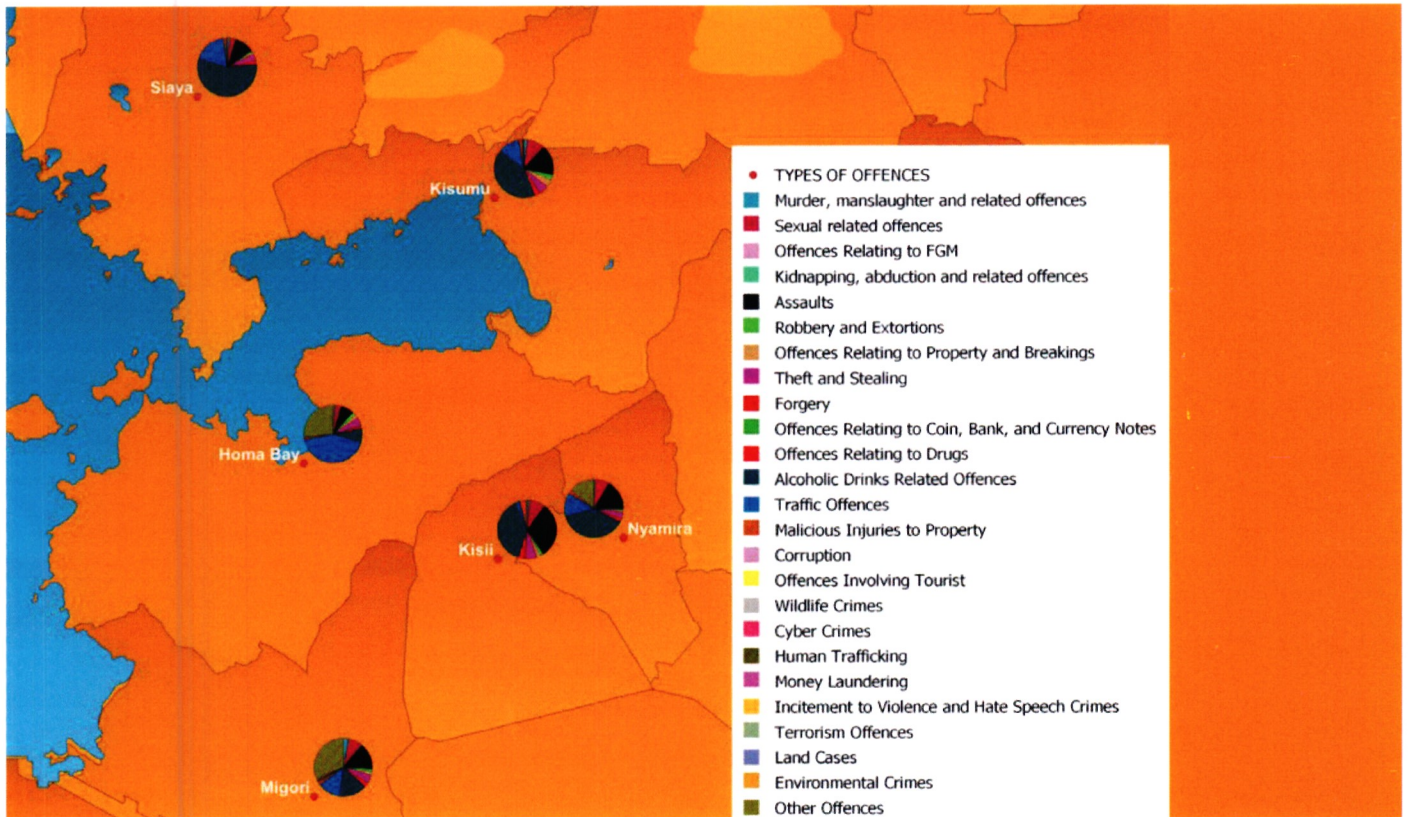 Siaya
Kisumu
Homa Bay
Kisii
Nyamira
Migori
TYPES OF OFFENCES
Murder, manslaughter and related offences
Sexual related offences
Offences Relating to FGM
Kidnapping, abduction and related offences
Assaults
Robbery and Extortions
Offences Relating to Property and Breakings
Theft and Stealing
Forgery
Offences Relating to Coin, Bank, and Currency Notes
Offences Relating to Drugs
Alcoholic Drinks Related Offences
Traffic Offences
Malicious Injuries to Property
Corruption
Offences Involving Tourist
Wildlife Crimes
Cyber Crimes
Human Trafficking
Money Laundering
Incitement to Violence and Hate Speech Crimes
Terrorism Offences
Land Cases
Environmental Crimes
Other Offences